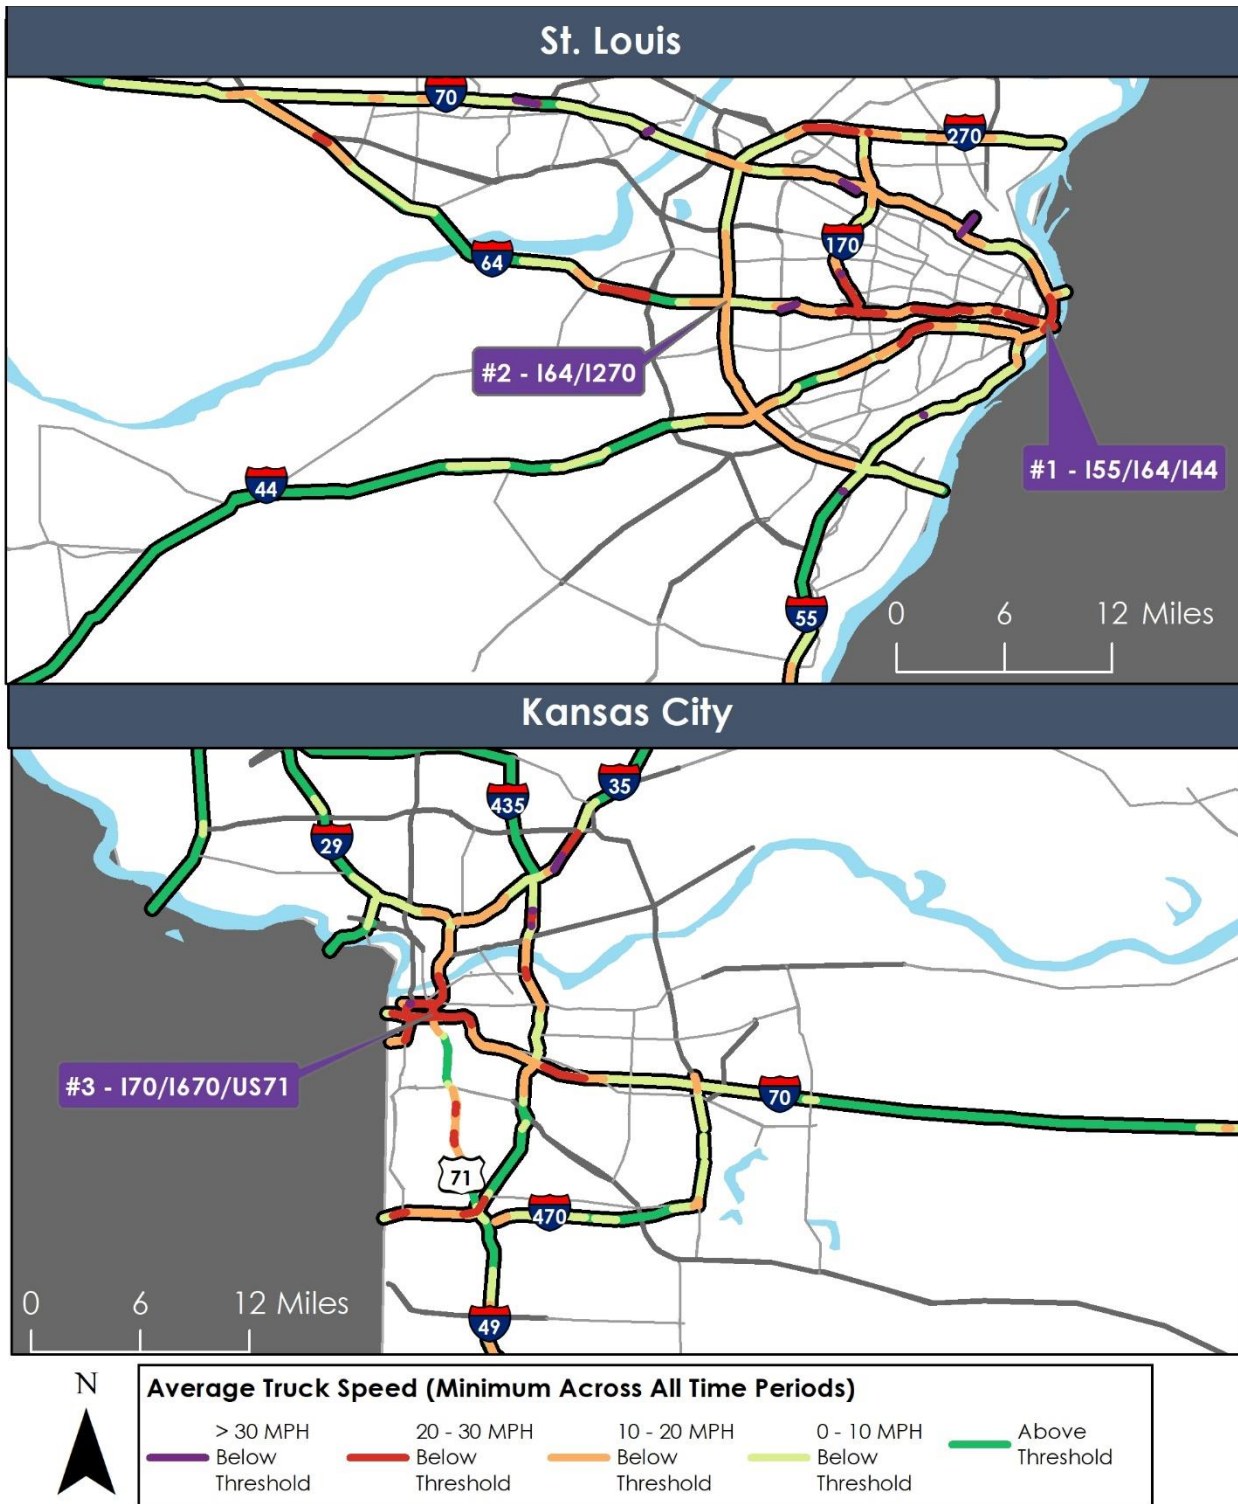 St. Louis
70
270
170
64
#2 - I64/I270
#1 - I55/I64/I44
44
55
0 6 12 Miles
Kansas City
35
435
29
#3 - I70/I670/US71
70
71
470
0 6 12 Miles
49
N
Average Truck Speed (Minimum Across All Time Periods)
> 30 MPH
Below
Threshold
20 - 30 MPH
Below
Threshold
10 - 20 MPH
Below
Threshold
0 - 10 MPH
Below
Threshold
Above
Threshold